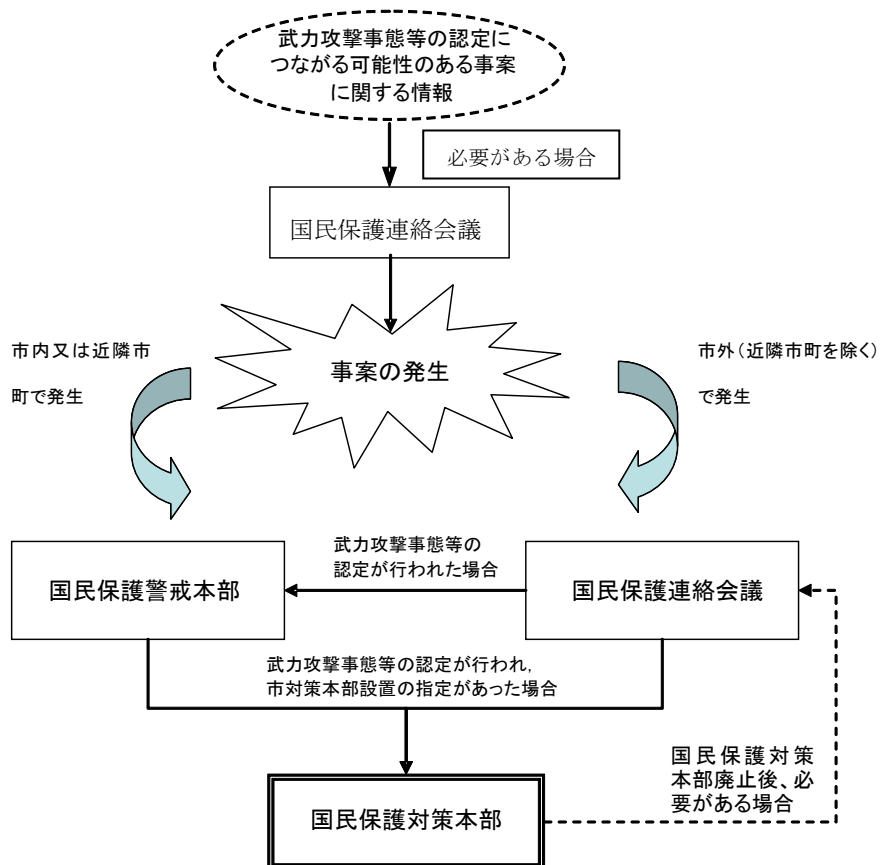 武力攻撃事態等の認定に
つながる可能性のある事案
に関する情報
必要がある場合
国民保護連絡会議
事案の発生
市内又は近隣市
町で発生
市外(近隣市町を除く)
で発生
国民保護警戒本部
武力攻撃事態等の
認定が行われた場合
国民保護連絡会議
武力攻撃事態等の認定が行われ,
市対策本部設置の指定があった場合
国民保護対策
本部廃止後、必
要がある場合
国民保護対策本部